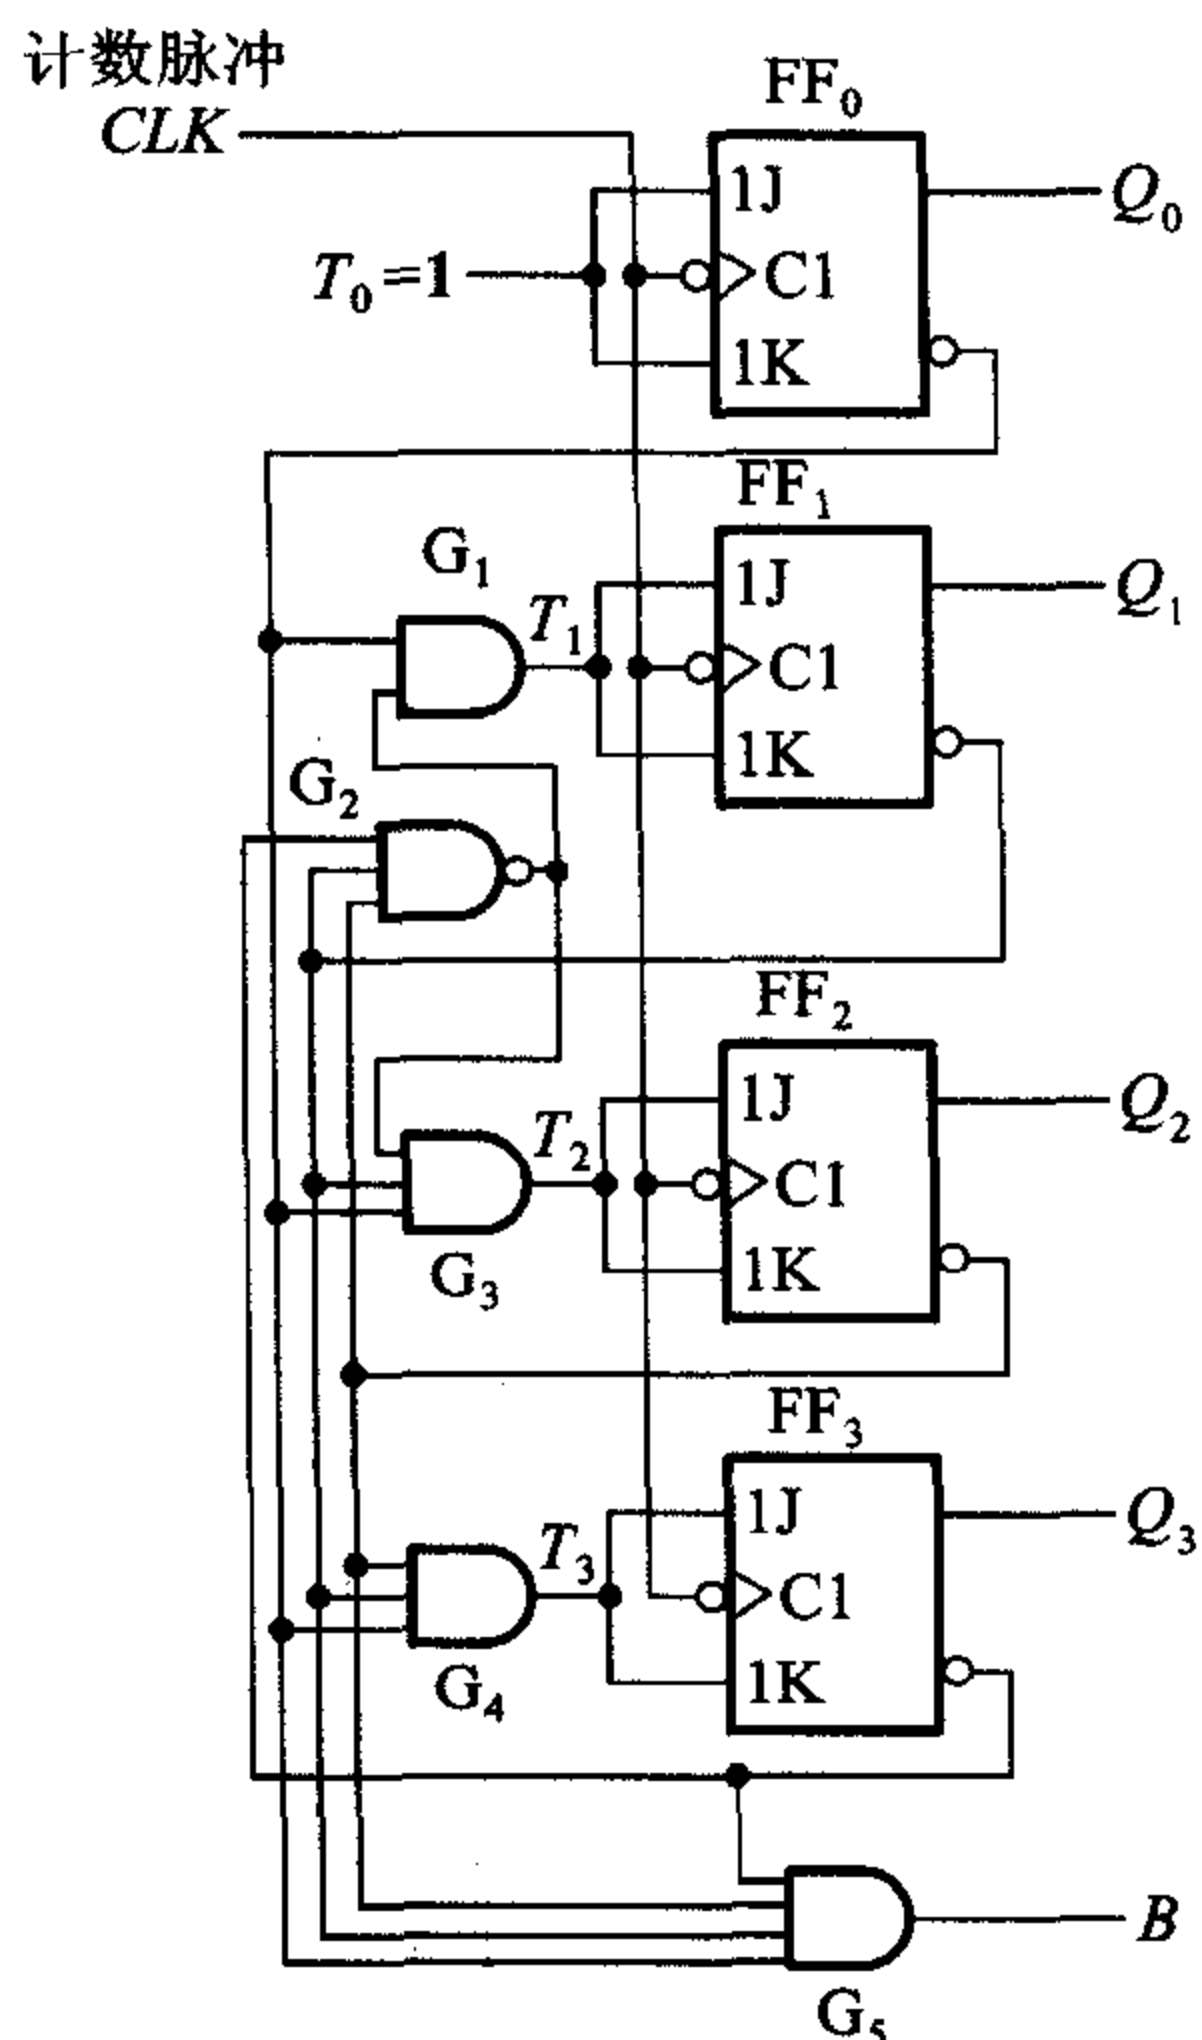 计数脉冲
CLK
FF₀
1J
Q₀
T₀=1
C1
1K
FF₁
G₁
1J
Q₁
T₁
C1
1K
G₂
FF₂
1J
Q₂
T₂
C1
1K
G₃
FF₃
1J
Q₃
T₃
C1
1K
G₄
B
G₅